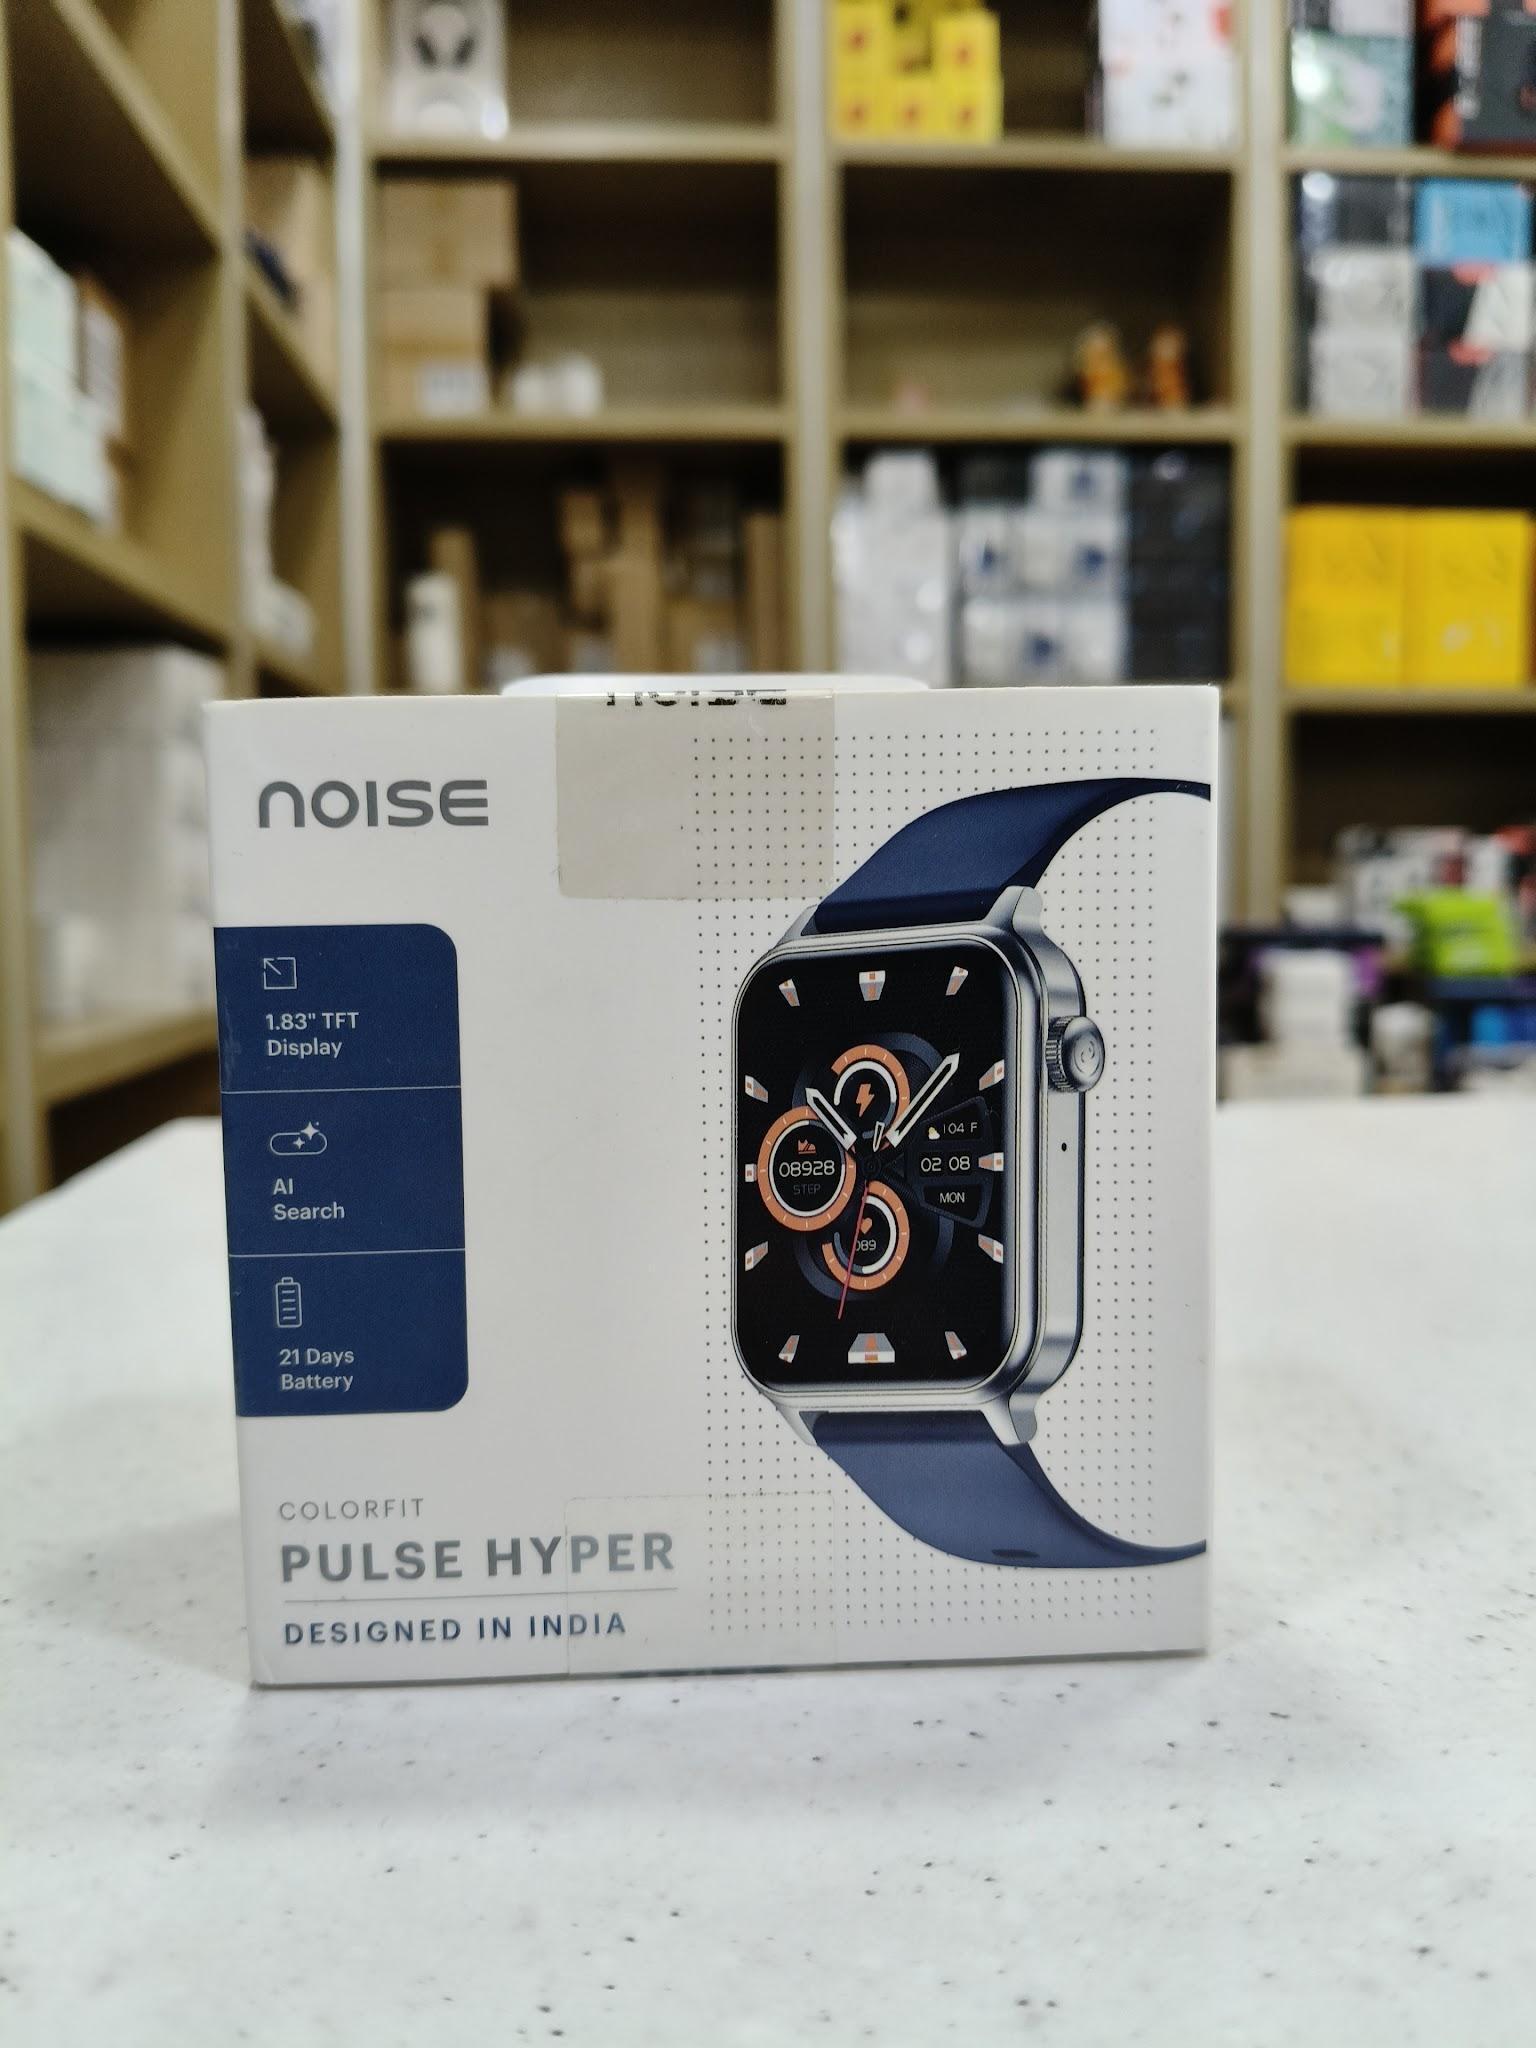 noise
NOISE
1.83" TFT
Display
AI
Search
21 Days
Battery
104 F
08928
STEP
02 08
MON
089
COLORFIT
PULSE HYPER
DESIGNED IN INDIA